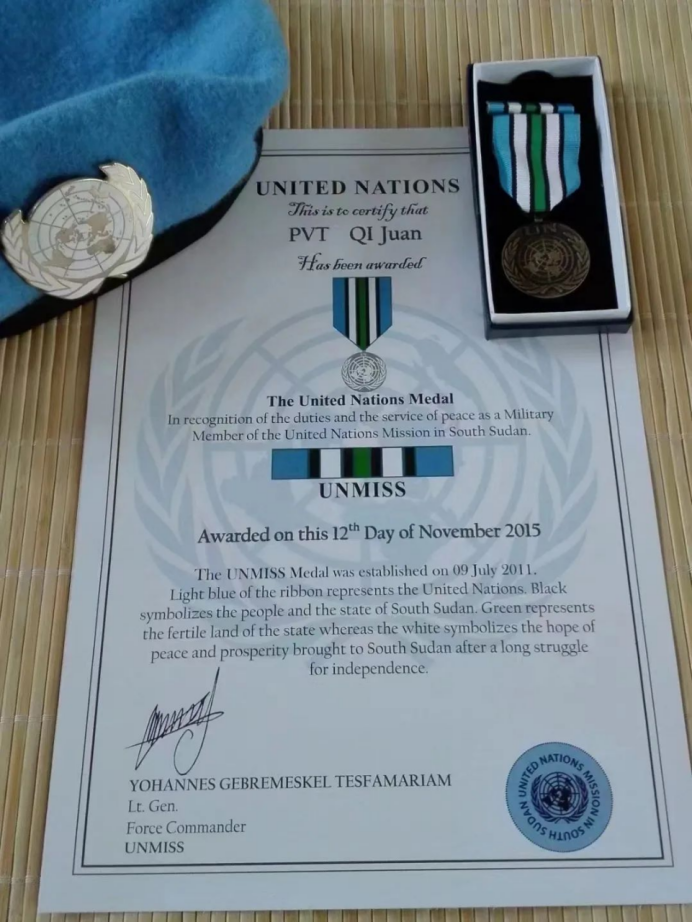 UNITED NATIONS
This is to certify that
PVT QI Juan
Has been awarded
The United Nations Medal
In recognition of the duties and the service of peace as a Military
Member of the United Nations Mission in South Sudan.
UNMISS
Awarded on this 12th Day of November 2015
The UNMISS Medal was established on 09 July 2011.
Light blue of the ribbon represents the United Nations. Black
symbolizes the people and the state of South Sudan. Green represents
the fertile land of the state whereas the white symbolizes the hope of
peace and prosperity brought to South Sudan after a long struggle
for independence.
YOHANNES GEBREMESKEL TESFAMARIAM
Lt. Gen.
Force Commander
UNMISS
UNITED NATIONS MISSION
IN SOUTH SUDAN
UN